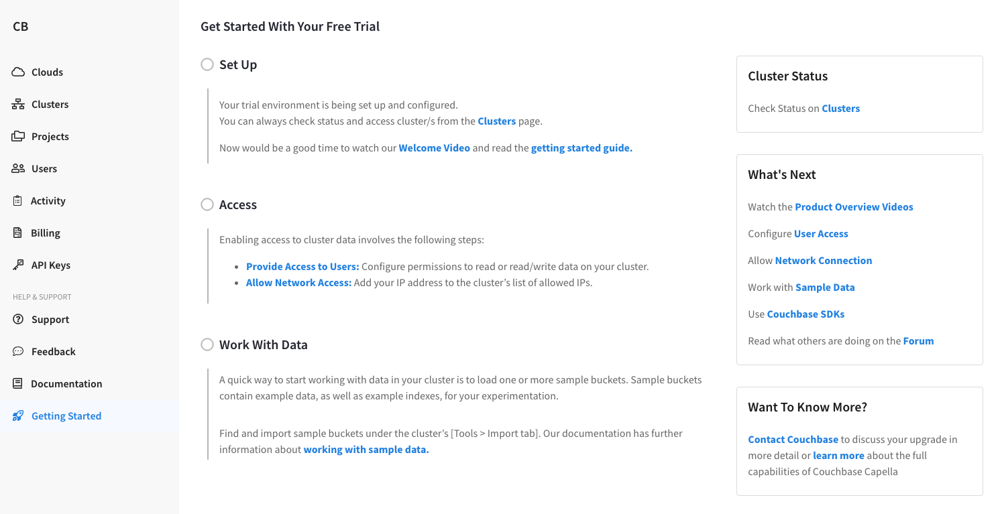 CB
Clouds
Clusters
Projects
Users
Activity
Billing
API Keys
HELP & SUPPORT
Support
Feedback
Documentation
Getting Started
Get Started With Your Free Trial
Set Up
Your trial environment is being set up and configured.
You can always check status and access cluster/s from the Clusters page.
Now would be a good time to watch our Welcome Video and read the getting started guide.
Access
Enabling access to cluster data involves the following steps:
• Provide Access to Users: Configure permissions to read or read/write data on your cluster.
• Allow Network Access: Add your IP address to the cluster’s list of allowed IPs.
Work With Data
A quick way to start working with data in your cluster is to load one or more sample buckets. Sample buckets
contain example data, as well as example indexes, for your experimentation.
Find and import sample buckets under the cluster’s [Tools > Import tab]. Our documentation has further
information about working with sample data.
Cluster Status
Check Status on Clusters
What's Next
Watch the Product Overview Videos
Configure User Access
Allow Network Connection
Work with Sample Data
Use Couchbase SDKs
Read what others are doing on the Forum
Want To Know More?
Contact Couchbase to discuss your upgrade in
more detail or learn more about the full
capabilities of Couchbase Capella